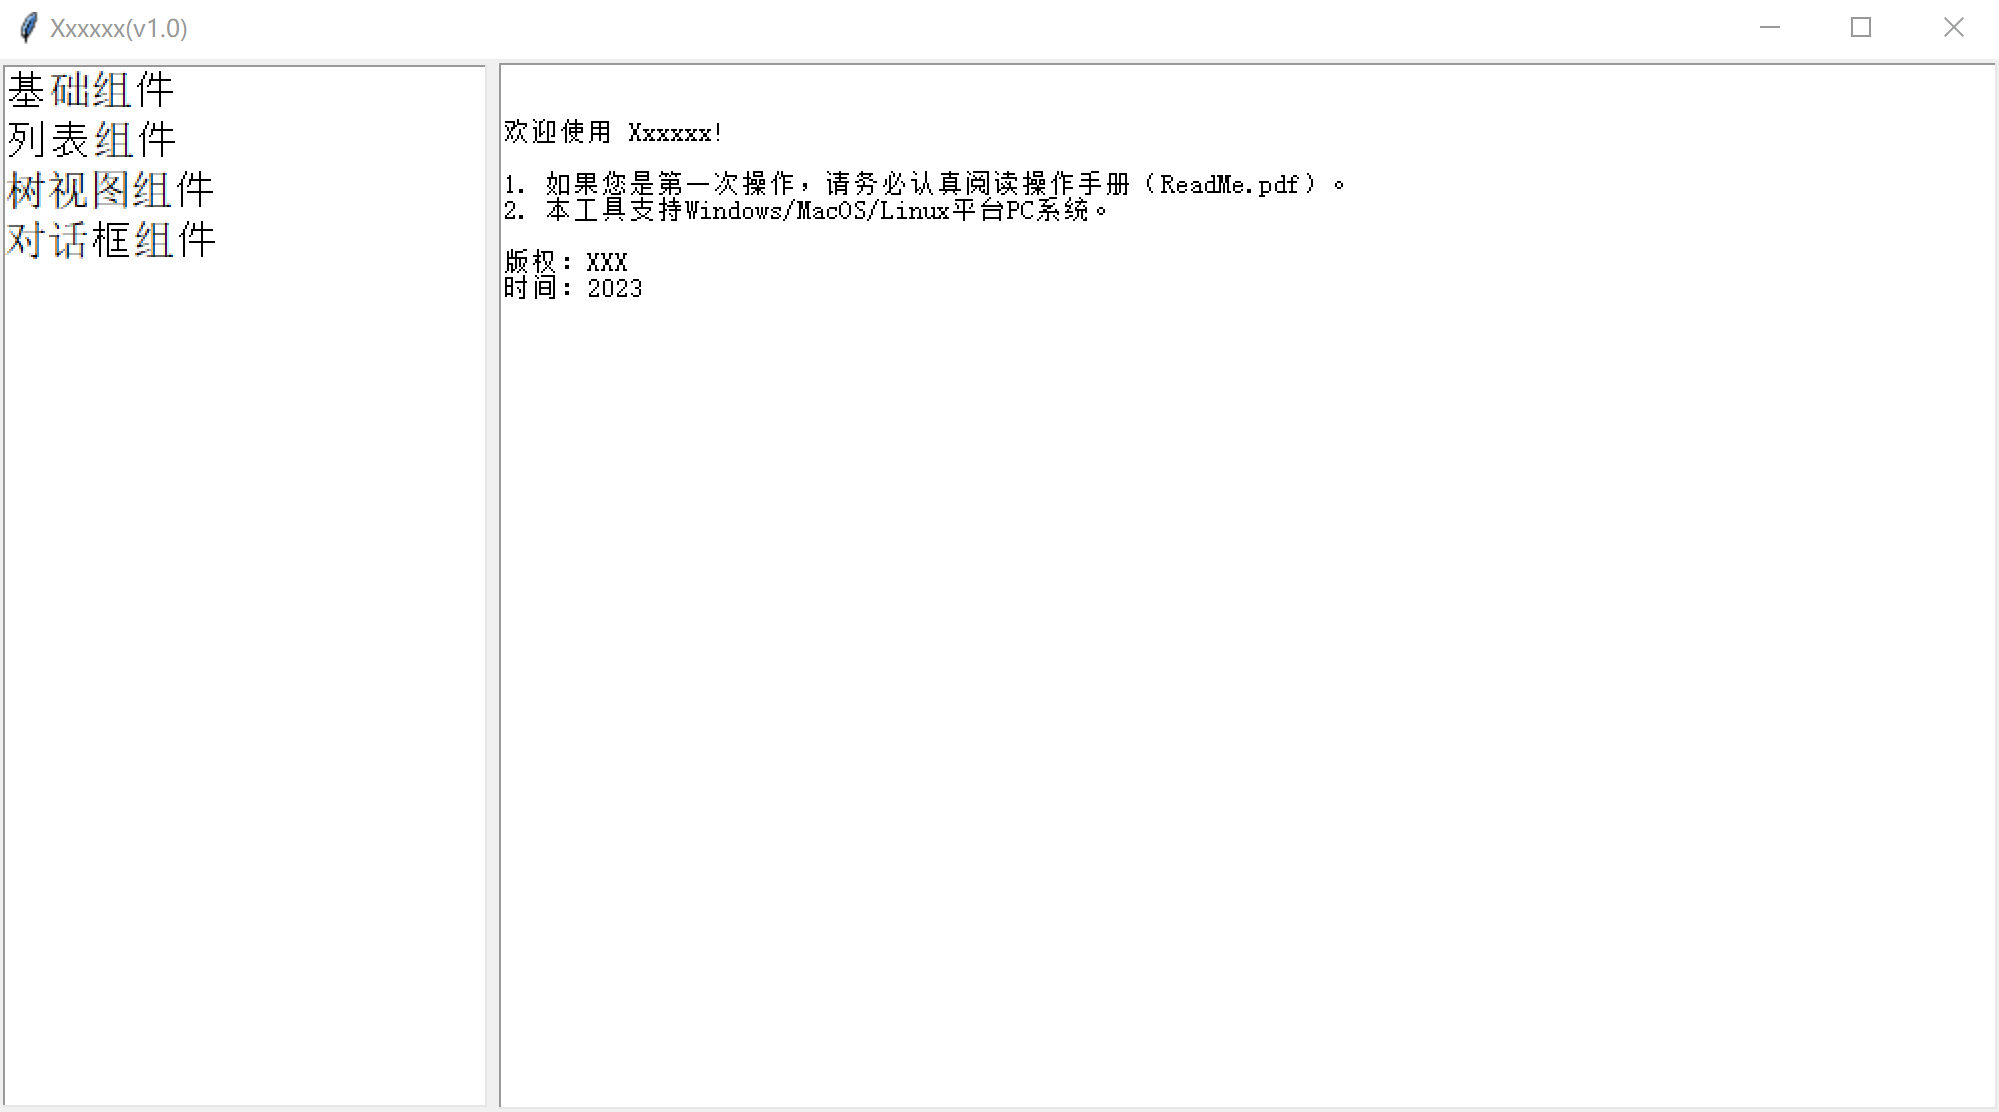 Xxxxxx(v1.0)
基础组件
列表组件
树视图组件
对话框组件
欢迎使用 Xxxxxx!
1. 如果您是第一次操作，请务必认真阅读操作手册（ReadMe.pdf）。
2. 本工具支持Windows/MacOS/Linux平台PC系统。
版权：XXX
时间：2023